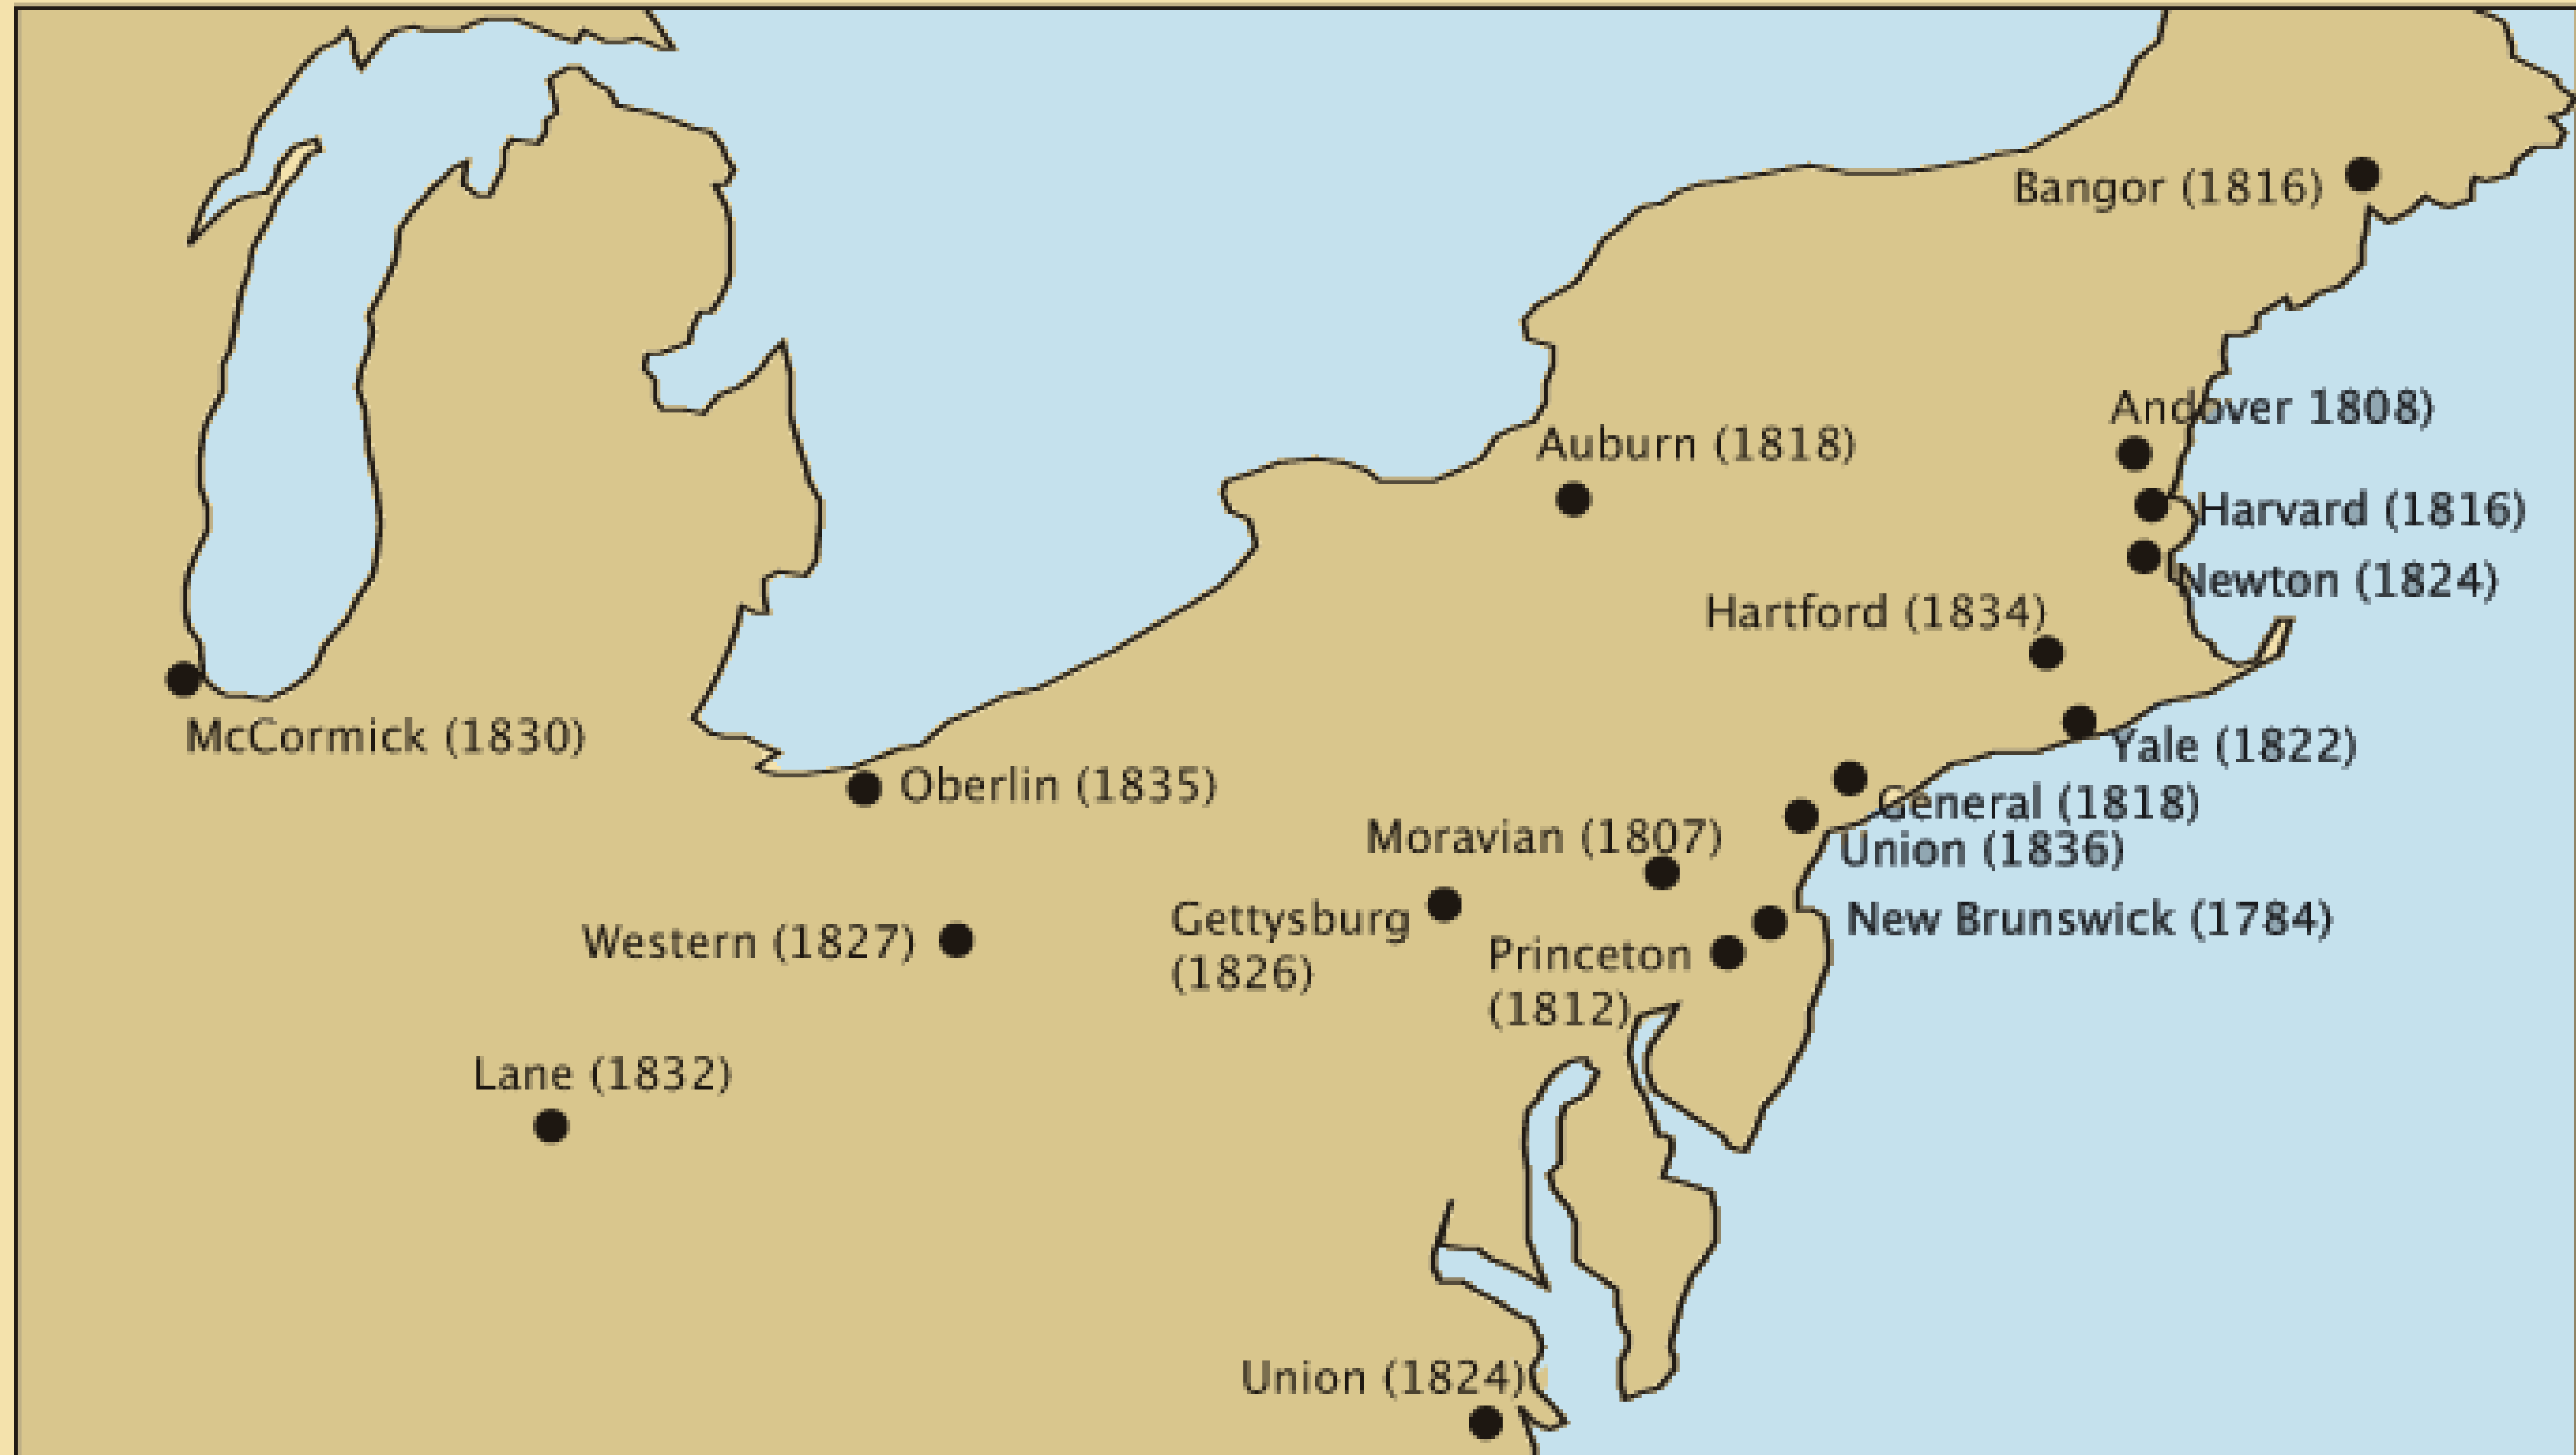 Bangor (1816)
Andover 1808)
Auburn (1818)
Harvard (1816)
Newton (1824)
Hartford (1834)
McCormick (1830)
Yale (1822)
Oberlin (1835)
General (1818)
Moravian (1807)
Union (1836)
Gettysburg
(1826)
New Brunswick (1784)
Western (1827)
Princeton
(1812)
Lane (1832)
Union (1824)